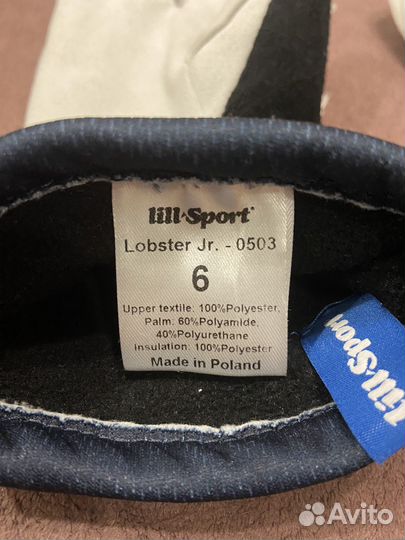 lill-Sport
Lobster Jr. - 0503
6
Upper textile: 100%Polyester,
Palm: 60%Polyamide,
40%Polyurethane
insulation: 100%Polyester
Made in Poland
Lill-Sport
Avito